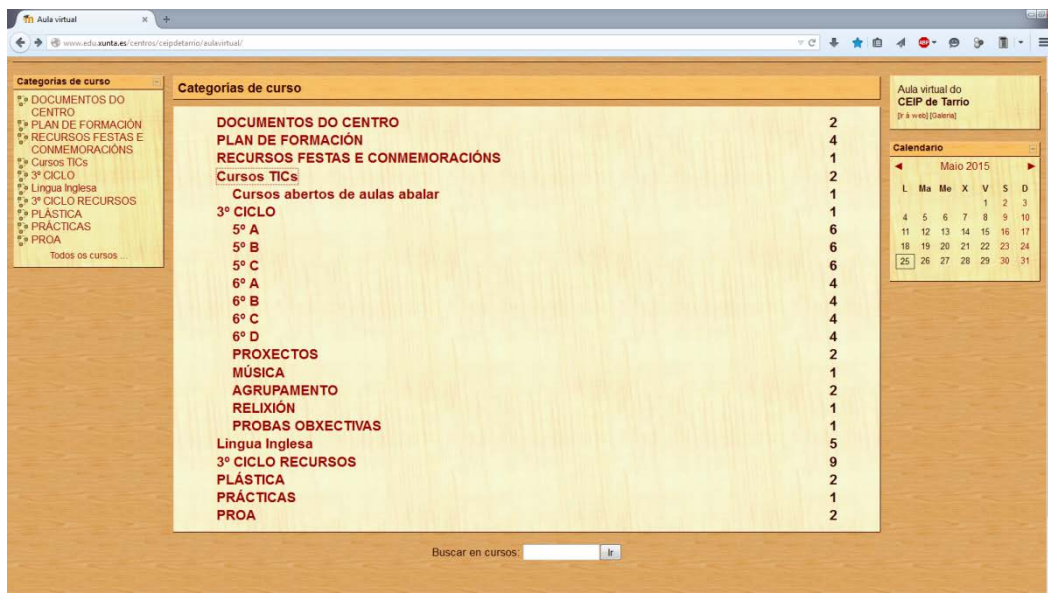 Aula virtual
www.edu.xunta.es/centros/ceipdetarrio/aulavirtual/
Categorías de curso
DOCUMENTOS DO
CENTRO
PLAN DE FORMACIÓN
RECURSOS FESTAS E
CONMEMORACIÓNS
Cursos TICs
3º CICLO
Lingua Inglesa
3º CICLO RECURSOS
PLÁSTICA
PRÁCTICAS
PROA
Todos os cursos ...
Categorías de curso
DOCUMENTOS DO CENTRO 2
PLAN DE FORMACIÓN 4
RECURSOS FESTAS E CONMEMORACIÓNS 1
Cursos TICs 2
Cursos abertos de aulas abalar 1
3º CICLO 1
5º A 6
5º B 6
5º C 6
6º A 4
6º B 4
6º C 4
6º D 4
PROXECTOS 2
MÚSICA 1
AGRUPAMENTO 2
RELIXIÓN 1
PROBAS OBXECTIVAS 1
Lingua Inglesa 5
3º CICLO RECURSOS 9
PLÁSTICA 2
PRÁCTICAS 1
PROA 2
Buscar en cursos: Ir
Aula virtual do
CEIP de Tarrio
[Ir á web] [Galeria]
Calendario
Maio 2015
L Ma Me X V S D
1 2 3
4 5 6 7 8 9 10
11 12 13 14 15 16 17
18 19 20 21 22 23 24
25 26 27 28 29 30 31